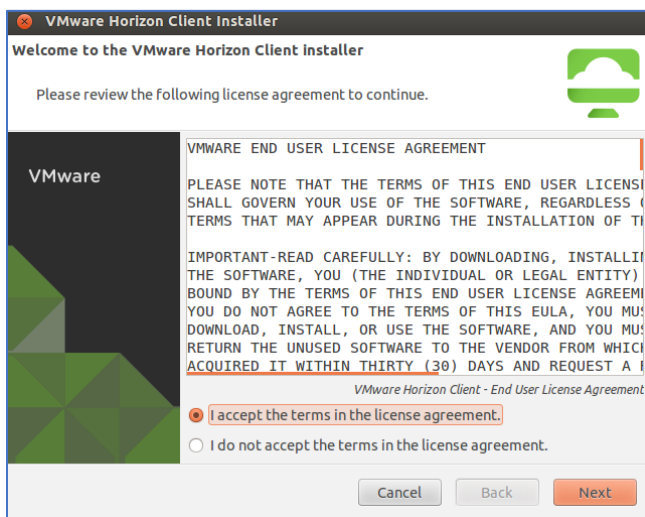 VMware Horizon Client Installer
Welcome to the VMware Horizon Client installer
Please review the following license agreement to continue.
VMware
VMWARE END USER LICENSE AGREEMENT
PLEASE NOTE THAT THE TERMS OF THIS END USER LICENS
SHALL GOVERN YOUR USE OF THE SOFTWARE, REGARDLESS
TERMS THAT MAY APPEAR DURING THE INSTALLATION OF
IMPORTANT-READ CAREFULLY: BY DOWNLOADING, INSTALLIN
THE SOFTWARE, YOU (THE INDIVIDUAL OR LEGAL ENTITY)
BOUND BY THE TERMS OF THIS END USER LICENSE AGREEM
YOU DO NOT AGREE TO THE TERMS OF THIS EULA, YOU MUS
DOWNLOAD, INSTALL, OR USE THE SOFTWARE, AND YOU MUS
RETURN THE UNUSED SOFTWARE TO THE VENDOR FROM WHICH
ACQUIRED IT WITHIN THIRTY (30) DAYS AND REQUEST A
VMware Horizon Client - End User License Agreement
I accept the terms in the license agreement.
I do not accept the terms in the license agreement.
Cancel Back Next